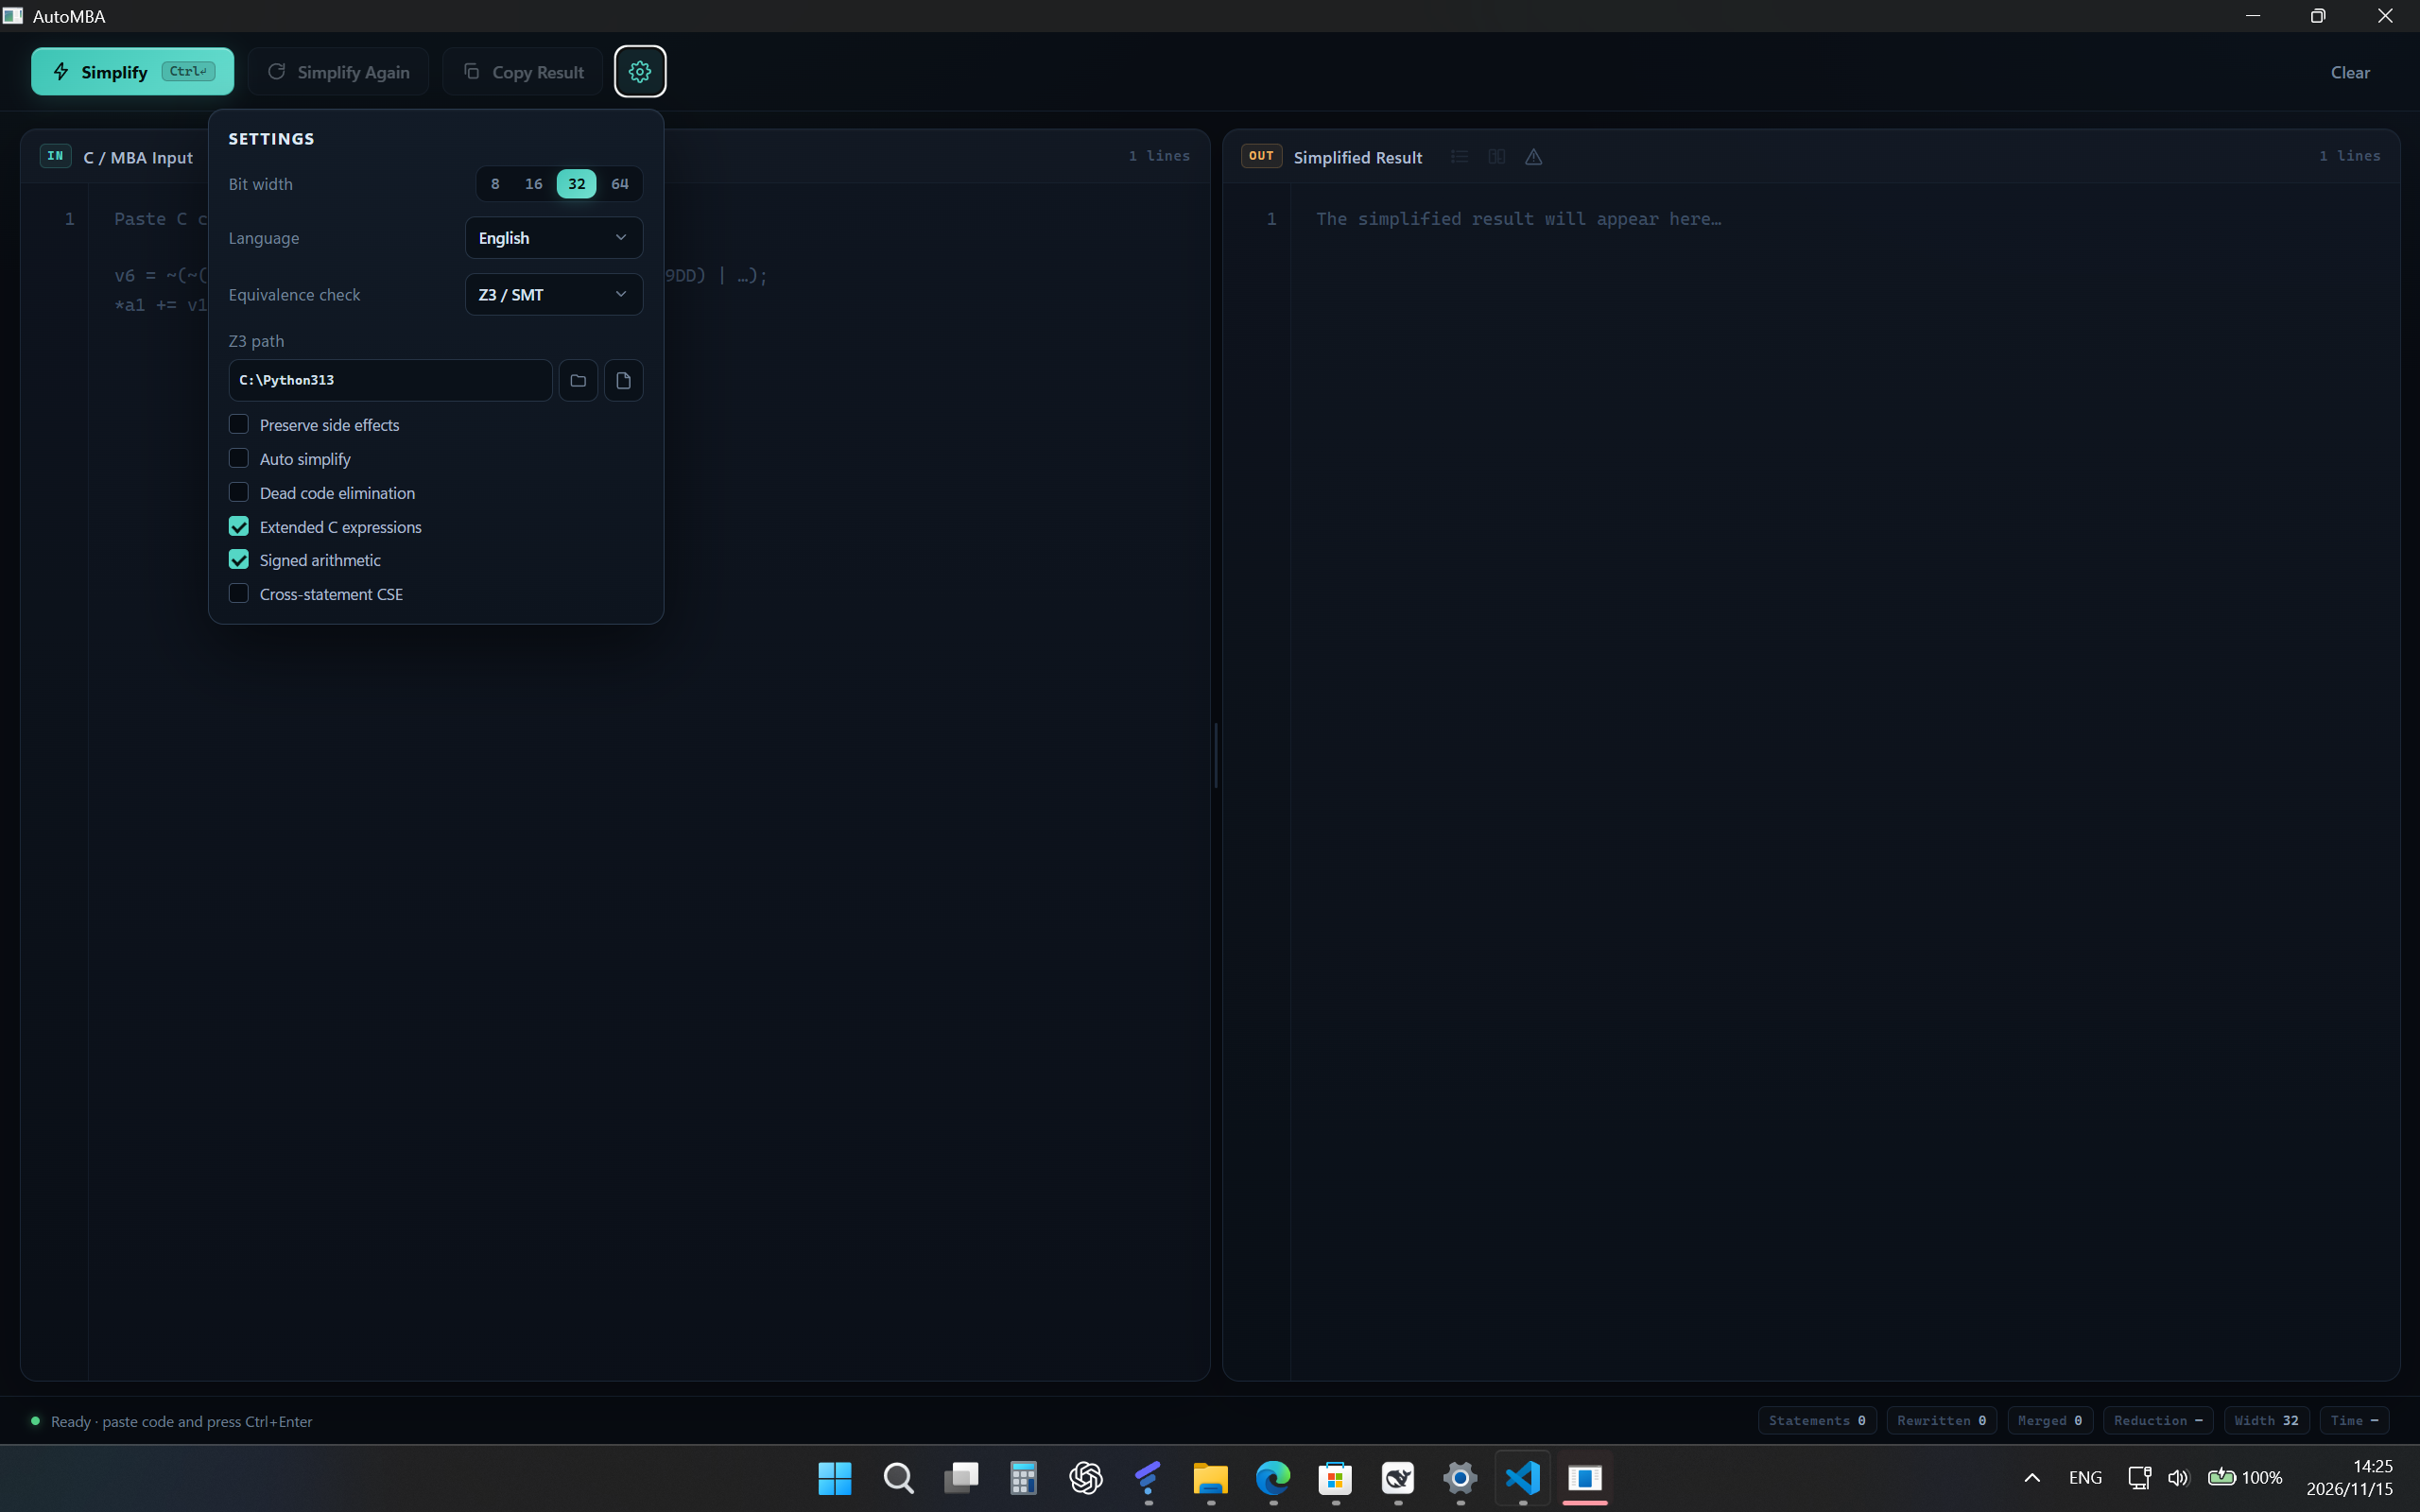 AutoMBA
Simplify Ctrl↵ Simplify Again Copy Result Clear
SETTINGS
Bit width 8 16 32 64
Language English
Equivalence check Z3 / SMT
Z3 path
C:\Python313
Preserve side effects
Auto simplify
Dead code elimination
Extended C expressions
Signed arithmetic
Cross-statement CSE
IN C / MBA Input 1 lines
1 Paste C c
v6 = ~(~( 9DD) | …);
*a1 += v1
OUT Simplified Result 1 lines
1 The simplified result will appear here…
Ready · paste code and press Ctrl+Enter
Statements 0 Rewritten 0 Merged 0 Reduction — Width 32 Time —
ENG 100% 14:25
2026/11/15